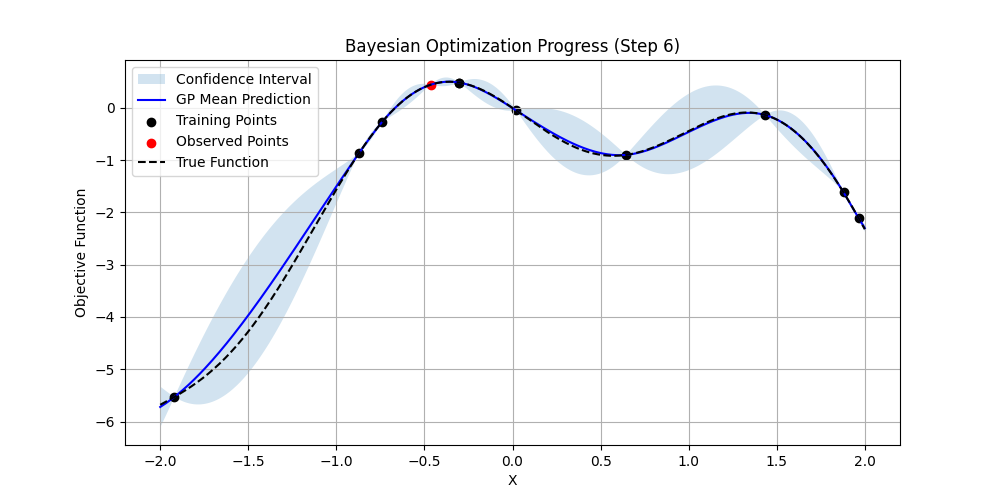 Bayesian Optimization Progress (Step 6)
Confidence Interval
GP Mean Prediction
Training Points
Observed Points
True Function
Objective Function
0
−1
−2
−3
−4
−5
−6
−2.0 −1.5 −1.0 −0.5 0.0 0.5 1.0 1.5 2.0
X